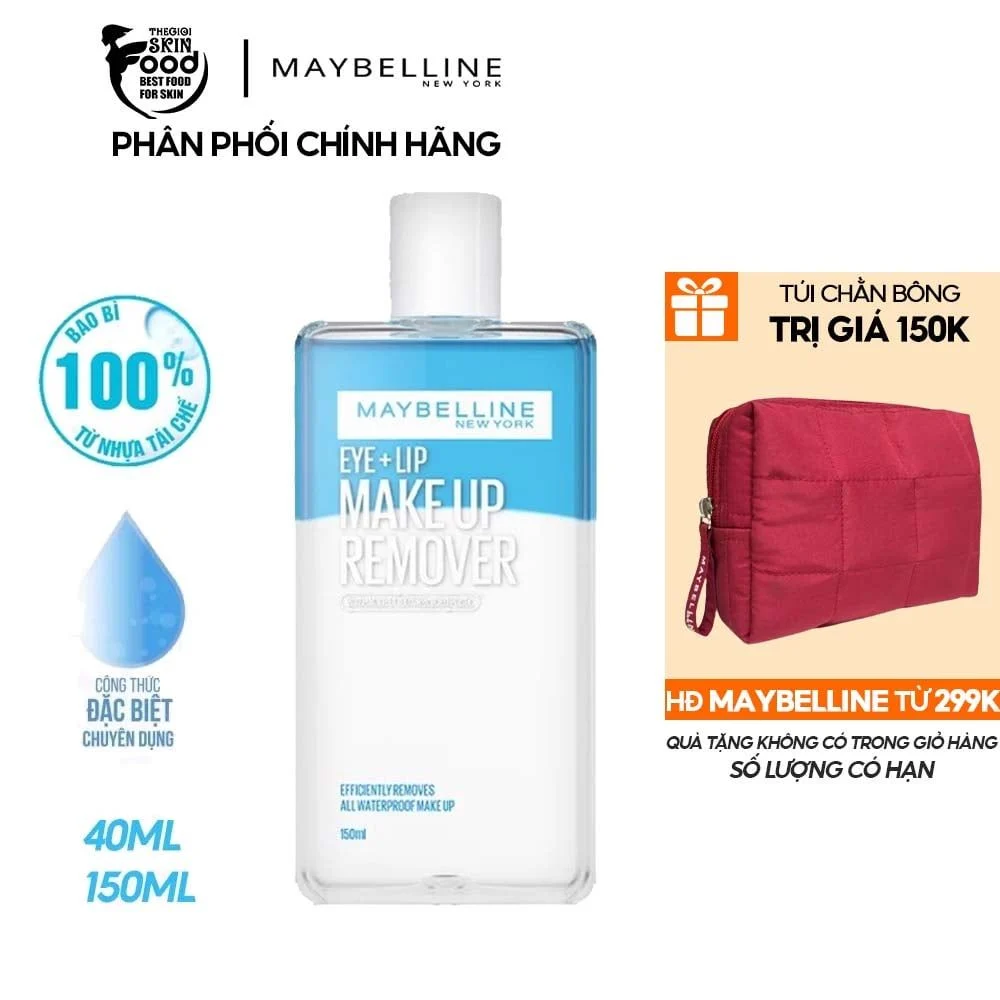 THEGIOI
SKIN
Food
BEST FOOD
FOR SKIN
MAYBELLINE
NEW YORK
PHÂN PHỐI CHÍNH HÃNG
BAO BÌ
100%
TỪ NHỰA TÁI CHẾ
CÔNG THỨC
ĐẶC BIỆT
CHUYÊN DỤNG
40ML
150ML
MAYBELLINE
NEW YORK
EYE + LIP
MAKE UP
REMOVER
EFFICIENTLY REMOVES
ALL WATERPROOF MAKE UP
150ml
TÚI CHẰN BÔNG
TRỊ GIÁ 150K
MAYBELLINE
HĐ MAYBELLINE TỪ 299K
QUÀ TẶNG KHÔNG CÓ TRONG GIỎ HÀNG
SỐ LƯỢNG CÓ HẠN